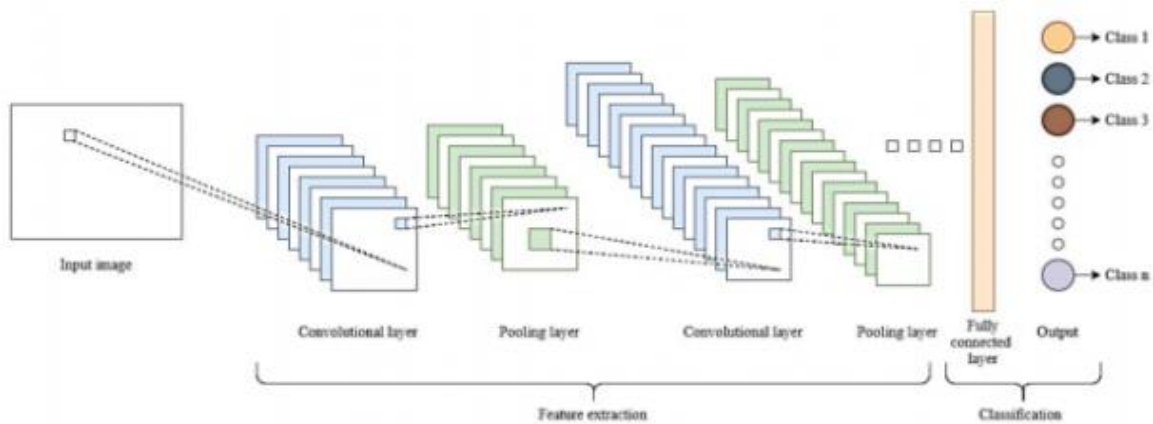 Class 1
Class 2
Class 3
Class n
Input image
Convolutional layer
Pooling layer
Convolutional layer
Pooling layer
Fully
connected
layer
Output
Feature extraction
Classification